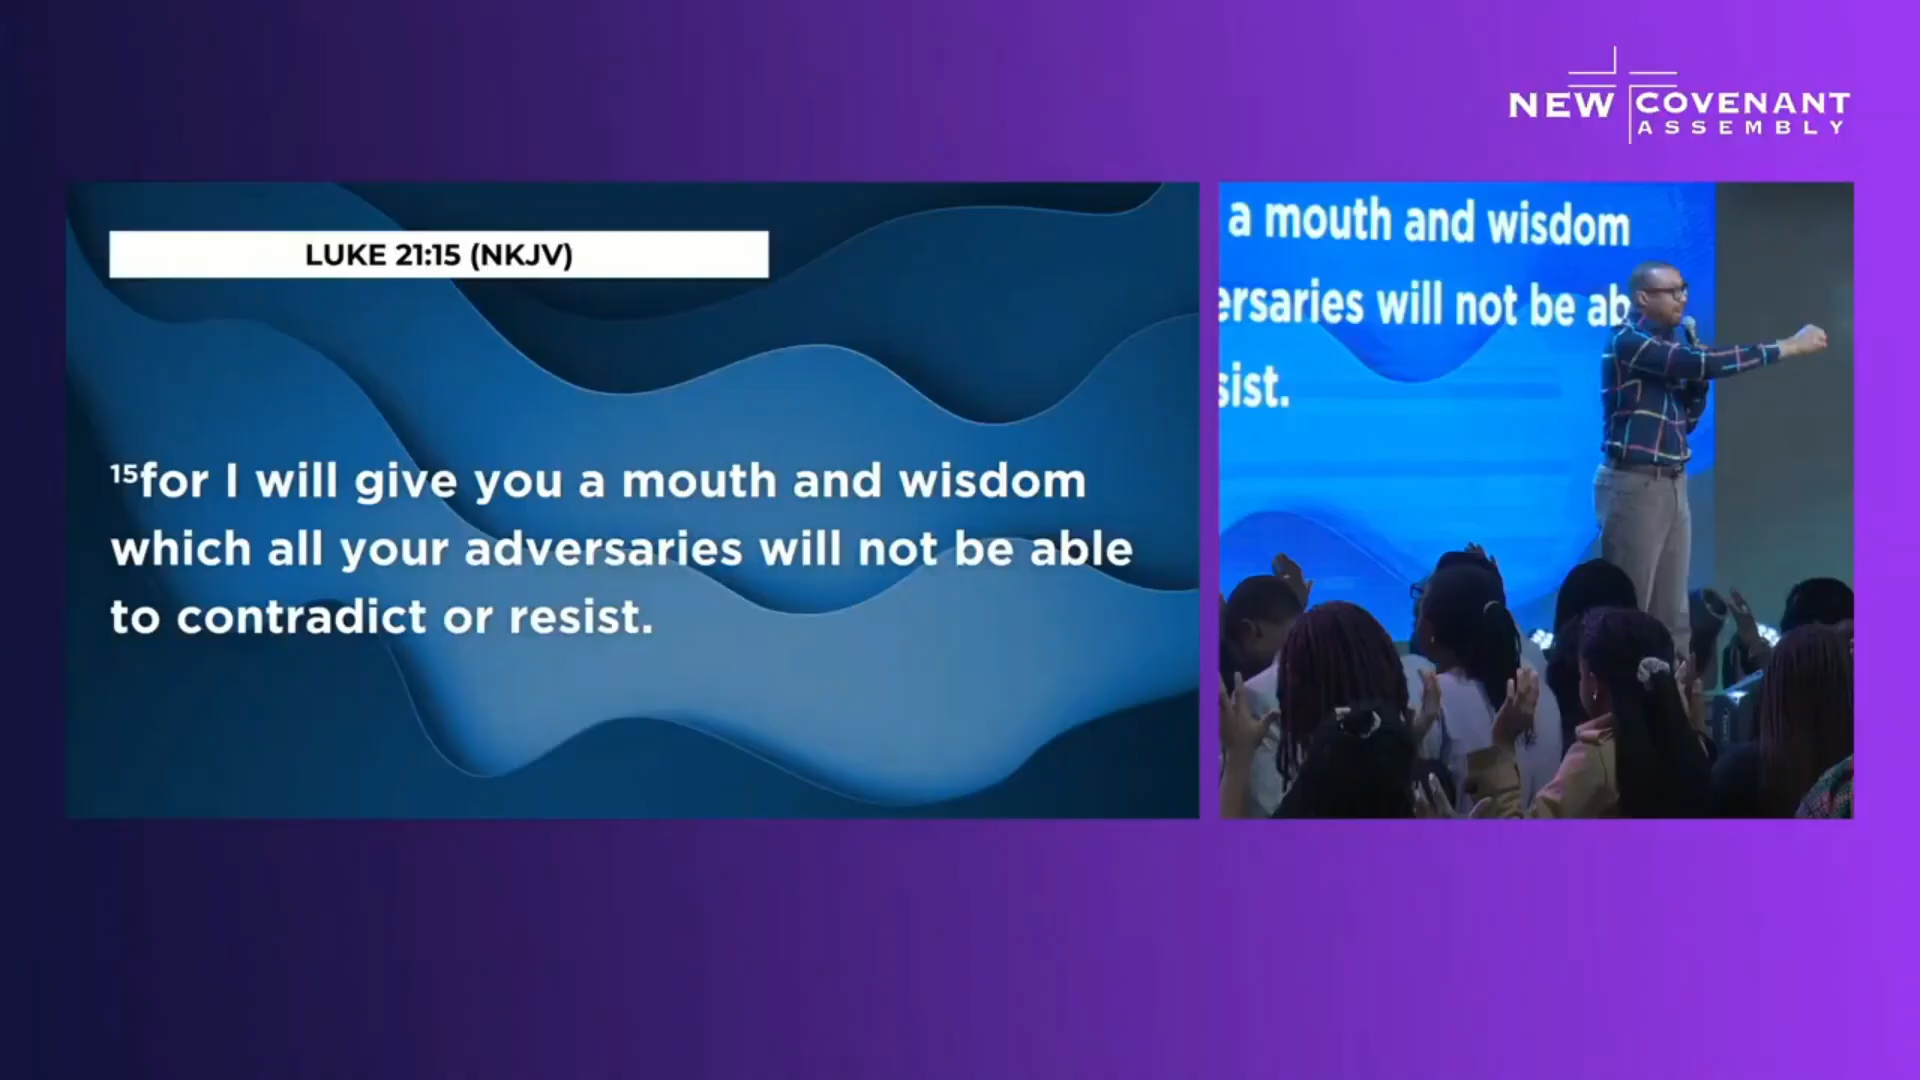 NEW COVENANT
ASSEMBLY
LUKE 21:15 (NKJV)
15for I will give you a mouth and wisdom
which all your adversaries will not be able
to contradict or resist.
a mouth and wisdom
ersaries will not be ab
sist.